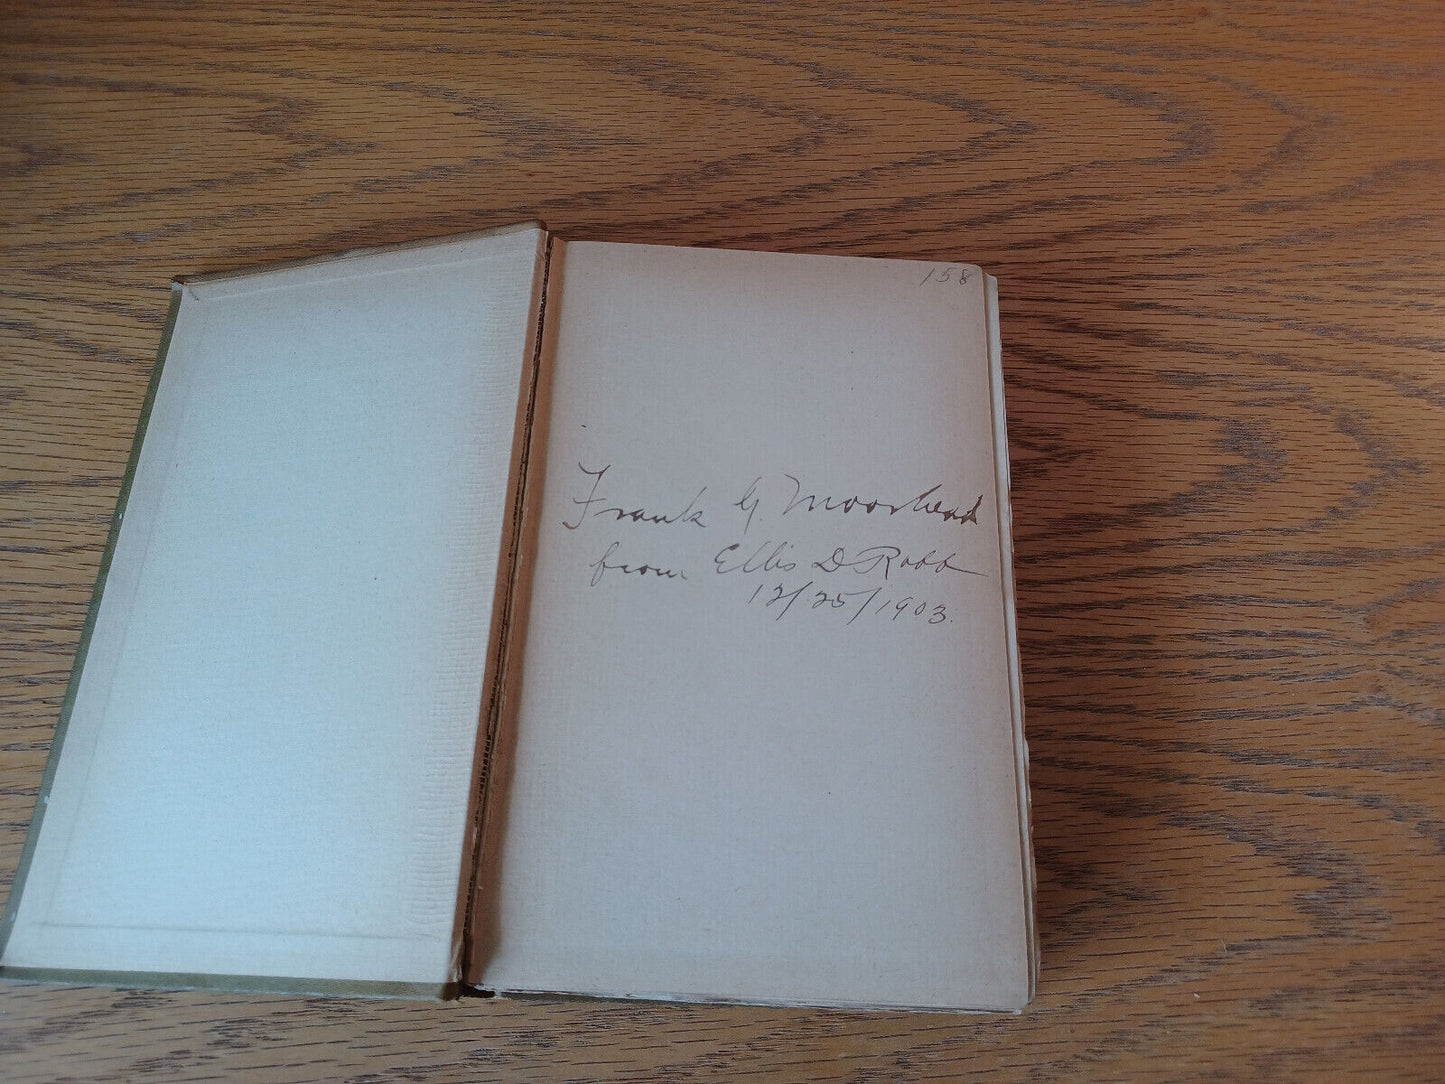 158
Frank G. Moorhead
from Ellis D Robb
12/25/1903.